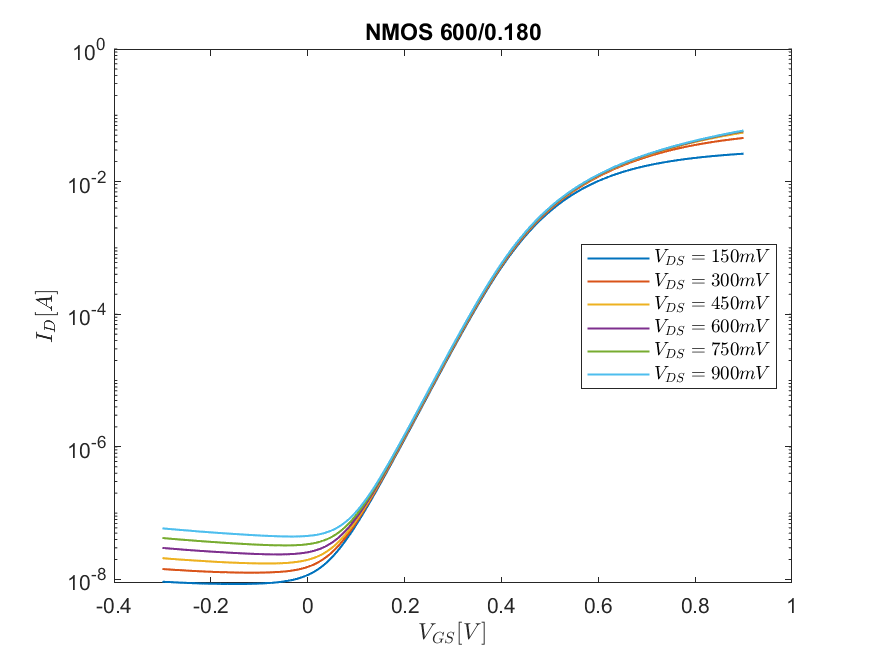 NMOS 600/0.180
10^0
10^-2
10^-4
10^-6
10^-8
I_D[A]
V_DS = 150mV
V_DS = 300mV
V_DS = 450mV
V_DS = 600mV
V_DS = 750mV
V_DS = 900mV
-0.4 -0.2 0 0.2 0.4 0.6 0.8 1
V_GS[V]